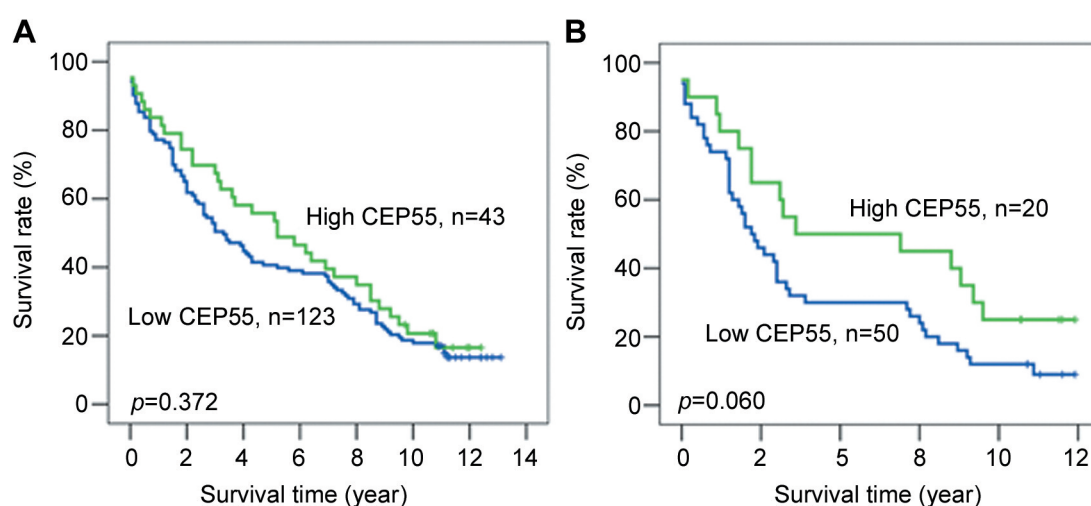 A
Survival rate (%)
100
80
60
40
20
0
High CEP55, n=43
Low CEP55, n=123
p=0.372
0 2 4 6 8 10 12 14
Survival time (year)
B
Survival rate (%)
100
80
60
40
20
0
High CEP55, n=20
Low CEP55, n=50
p=0.060
0 2 5 8 10 12
Survival time (year)